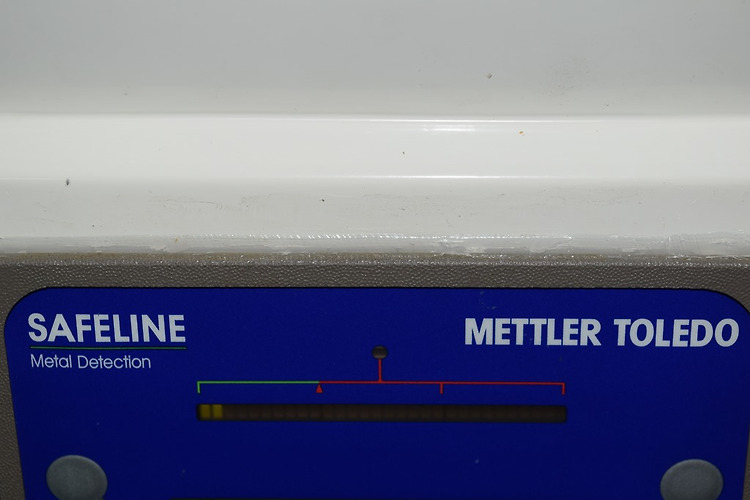 SAFELINE
Metal Detection
METTLER TOLEDO